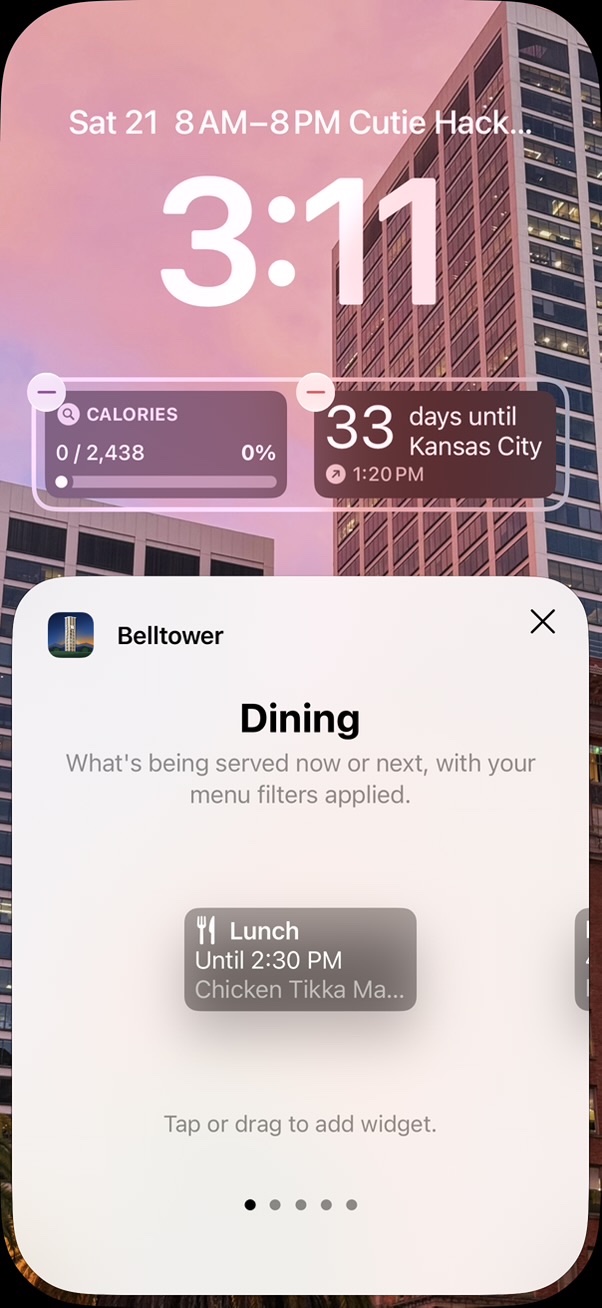 Sat 21 8 AM–8 PM Cutie Hack...
3:11
CALORIES
0 / 2,438 0%
33 days until
Kansas City
1:20 PM
Belltower
Dining
What's being served now or next, with your
menu filters applied.
Lunch
Until 2:30 PM
Chicken Tikka Ma...
Tap or drag to add widget.